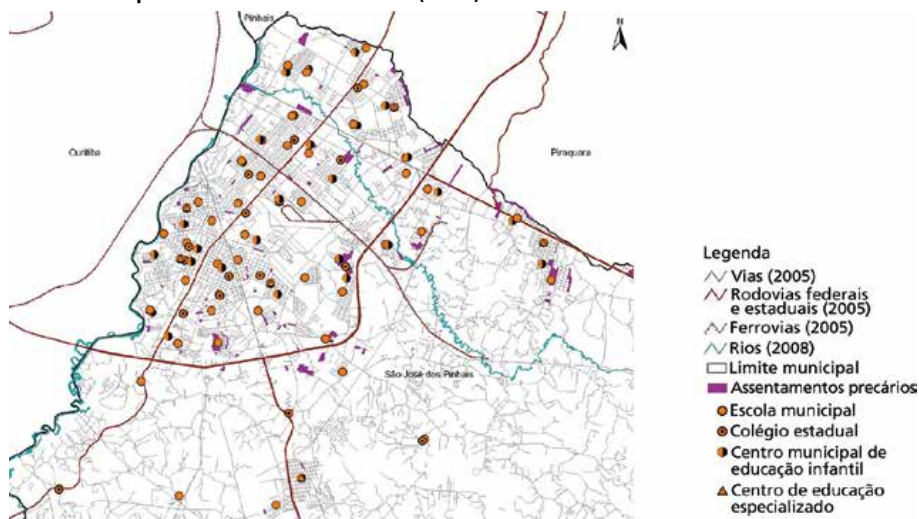 Pinhais
N
Curitiba
Piraquara
São José dos Pinhais
Legenda
Vias (2005)
Rodovias federais
e estaduais (2005)
Ferrovias (2005)
Rios (2008)
Limite municipal
Assentamentos precários
Escola municipal
Colégio estadual
Centro municipal de
educação infantil
Centro de educação
especializado